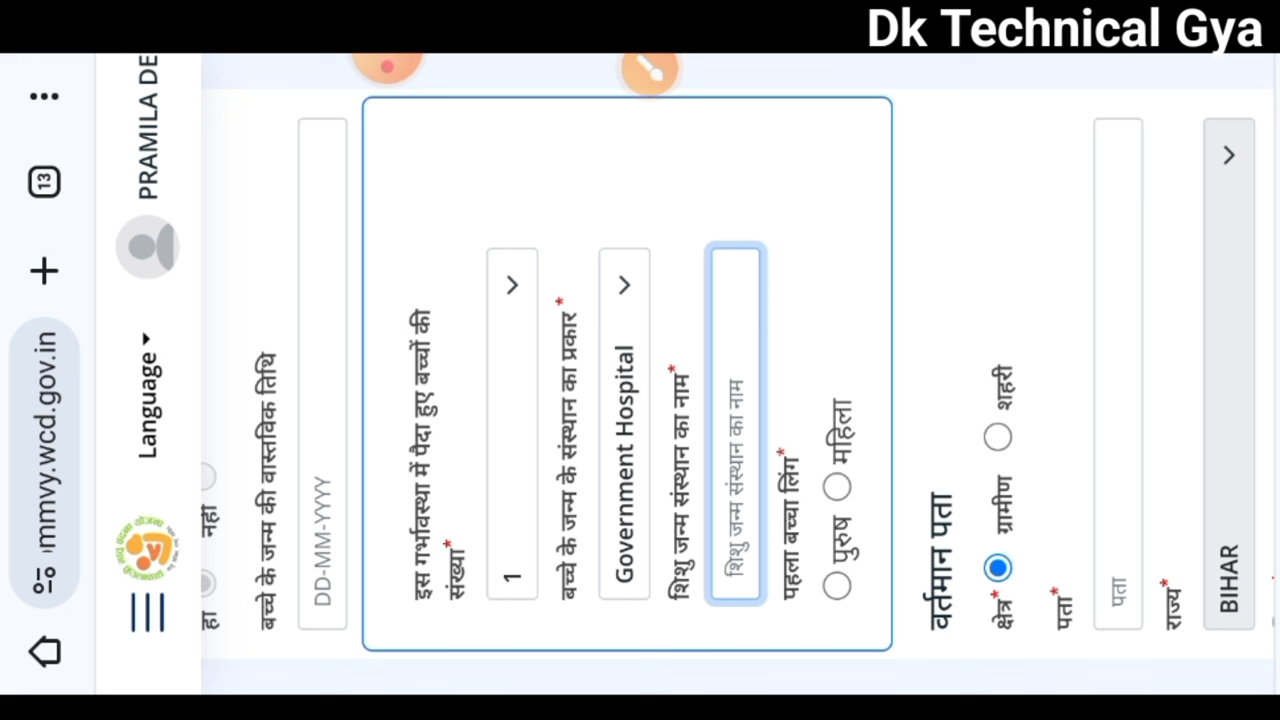 Dk Technical Gya
13
mmvy.wcd.gov.in
Language
PRAMILA DE
हा नहीं
बच्चे के जन्म की वास्तविक तिथि
DD-MM-YYYY
इस गर्भावस्था में पैदा हुए बच्चों की
संख्या*
1
बच्चे के जन्म के संस्थान का प्रकार *
Government Hospital
शिशु जन्म संस्थान का नाम*
शिशु जन्म संस्थान का नाम
पहला बच्चा लिंग*
पुरुष महिला
वर्तमान पता
क्षेत्र* ग्रामीण शहरी
पता*
पता
राज्य*
BIHAR